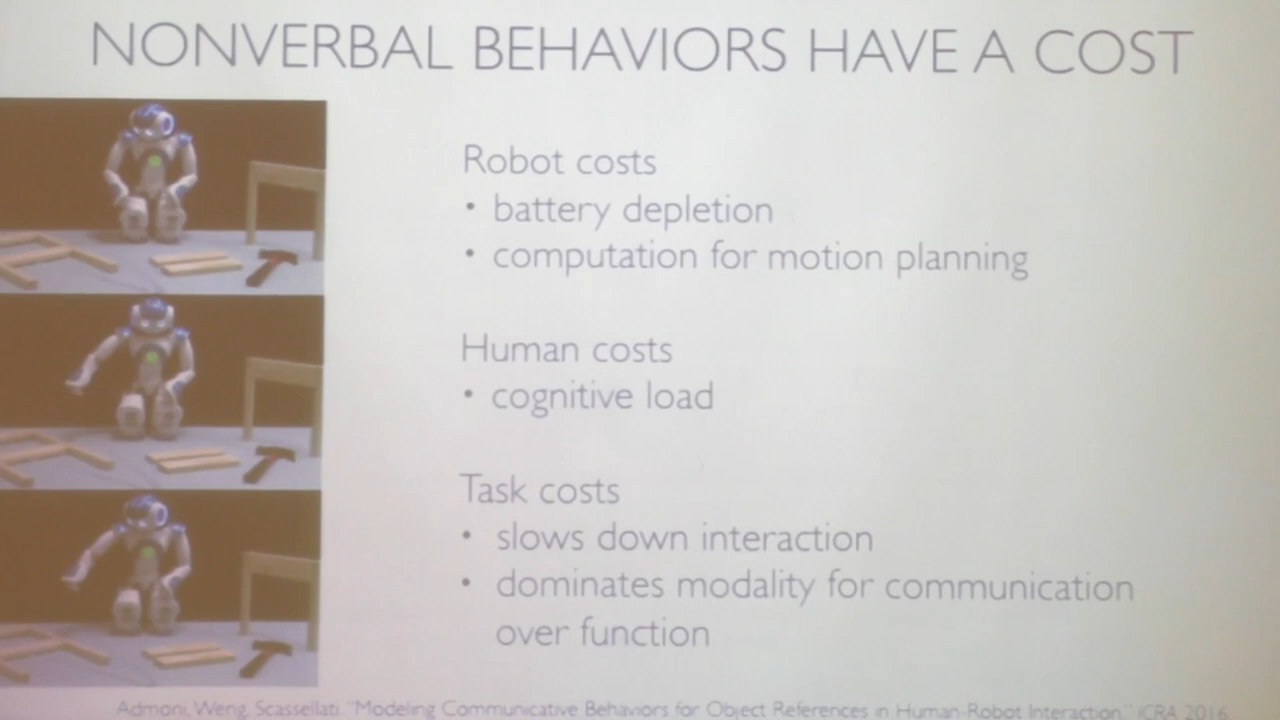 NONVERBAL BEHAVIORS HAVE A COST
Robot costs
• battery depletion
• computation for motion planning
Human costs
• cognitive load
Task costs
• slows down interaction
• dominates modality for communication
over function
Admoni, Weng, Scassellati. "Modeling Communicative Behaviors for Object References in Human-Robot Interaction." ICRA 2016.